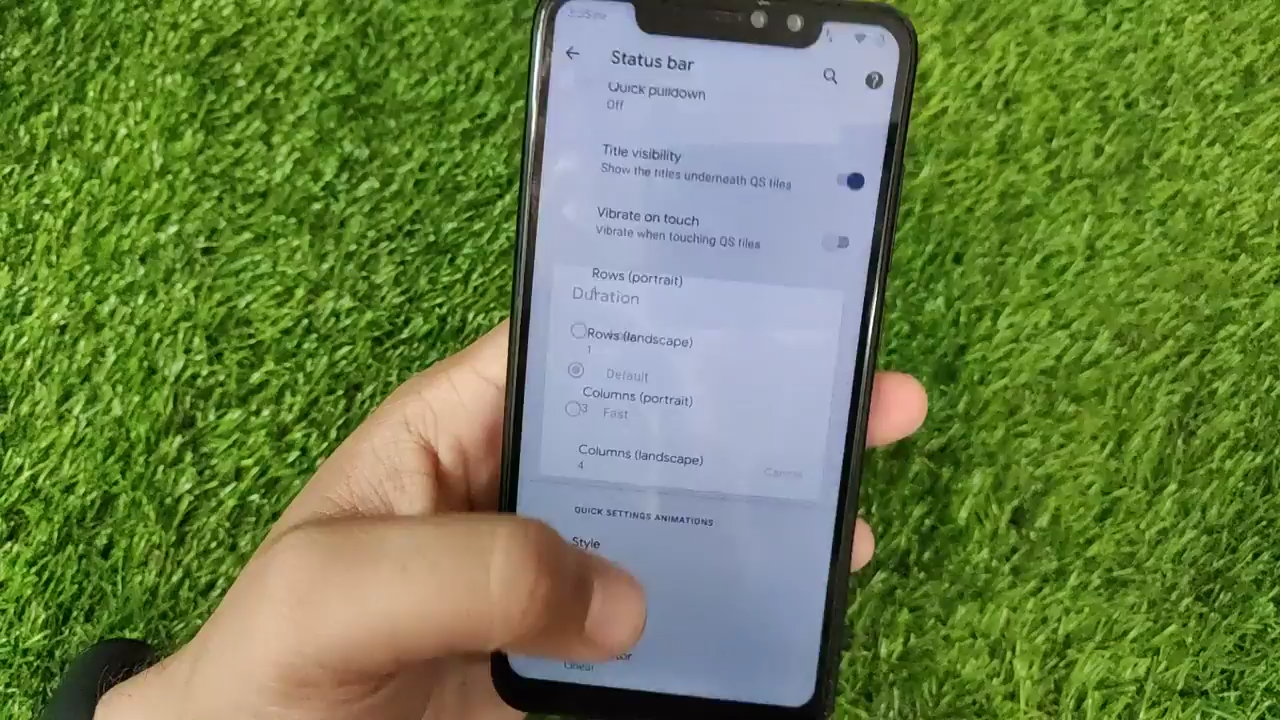 Status bar
Quick pulldown
Off
Title visibility
Show the titles underneath QS tiles
Vibrate on touch
Vibrate when touching QS tiles
Rows (portrait)
Duration
Rows (landscape)
1
Default
Columns (portrait)
3
Fast
Columns (landscape)
4
Cancel
QUICK SETTINGS ANIMATIONS
Style
Linear